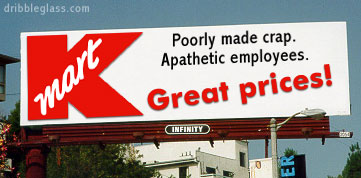 dribbleglass.com
K
mart
Poorly made crap.
Apathetic employees.
Great prices!
INFINITY